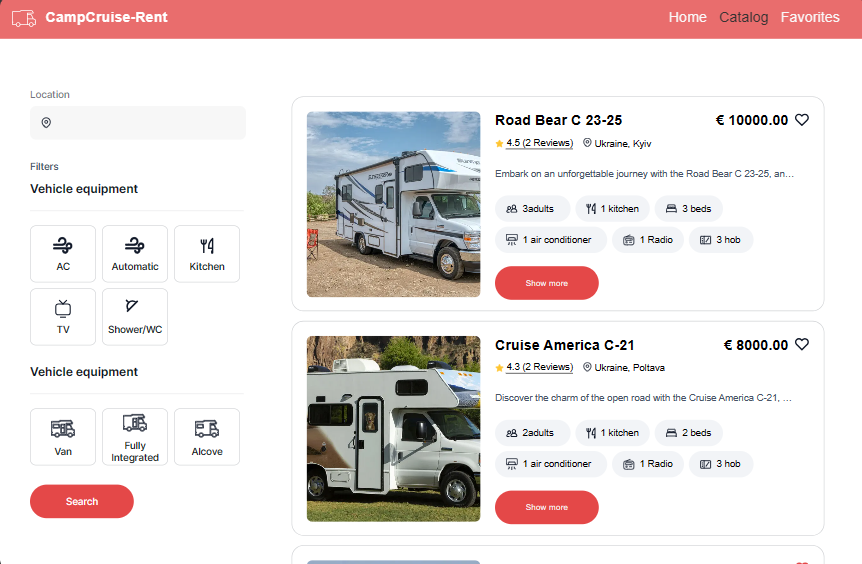 CampCruise-Rent
Home Catalog Favorites
Location
Filters
Vehicle equipment
AC
Automatic
Kitchen
TV
Shower/WC
Vehicle equipment
Van
Fully
Integrated
Alcove
Search
Road Bear C 23-25
€ 10000.00
4.5 (2 Reviews)
Ukraine, Kyiv
Embark on an unforgettable journey with the Road Bear C 23-25, an…
3adults
1 kitchen
3 beds
1 air conditioner
1 Radio
3 hob
Show more
Cruise America C-21
€ 8000.00
4.3 (2 Reviews)
Ukraine, Poltava
Discover the charm of the open road with the Cruise America C-21, …
2adults
1 kitchen
2 beds
1 air conditioner
1 Radio
3 hob
Show more